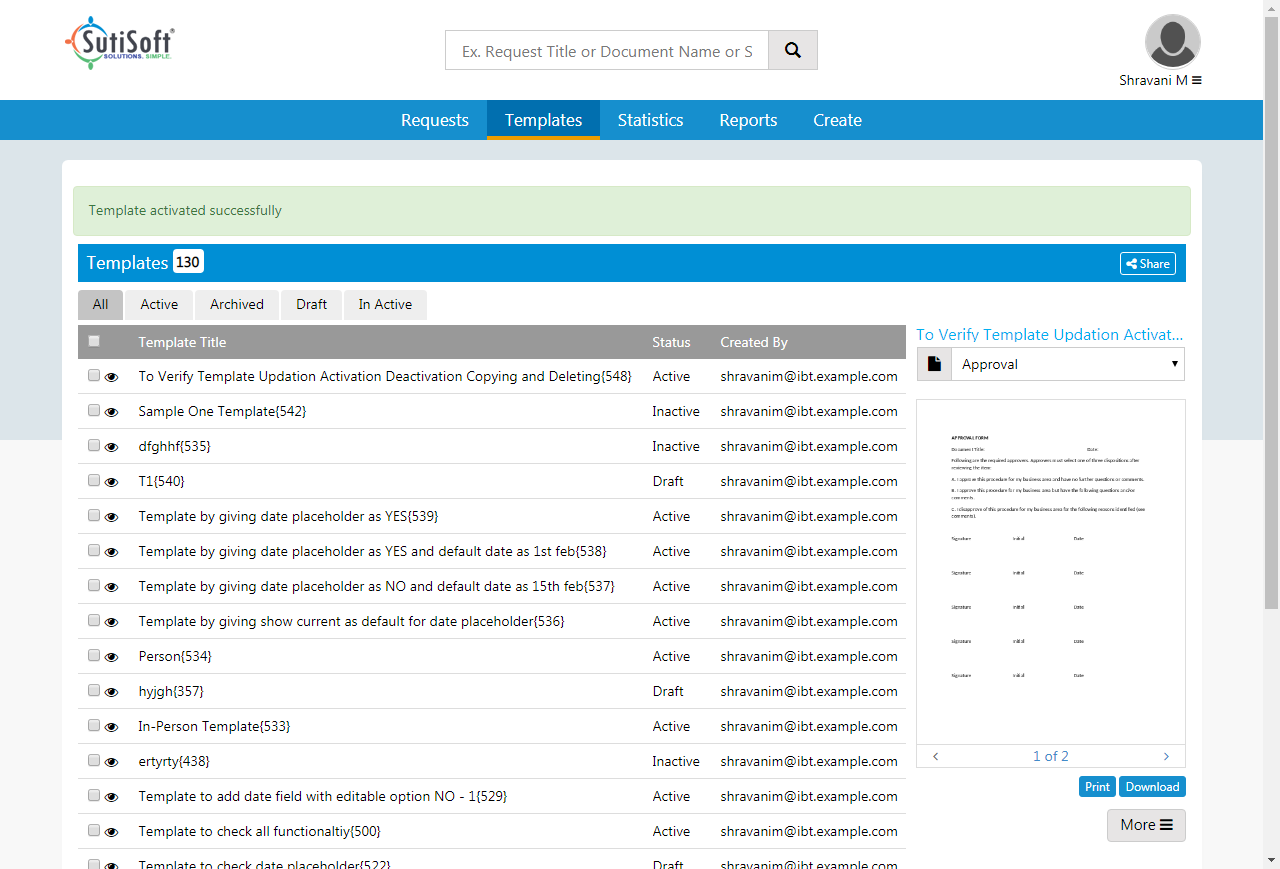 SutiSoft®
SOLUTIONS. SIMPLE.
Ex. Request Title or Document Name or S
Shravani M
Requests
Templates
Statistics
Reports
Create
Template activated successfully
Templates 130
Share
All
Active
Archived
Draft
In Active
Template Title Status Created By
To Verify Template Updation Activation Deactivation Copying and Deleting{548} Active shravanim@ibt.example.com
Sample One Template{542} Inactive shravanim@ibt.example.com
dfghhf{535} Inactive shravanim@ibt.example.com
T1{540} Draft shravanim@ibt.example.com
Template by giving date placeholder as YES{539} Active shravanim@ibt.example.com
Template by giving date placeholder as YES and default date as 1st feb{538} Active shravanim@ibt.example.com
Template by giving date placeholder as NO and default date as 15th feb{537} Active shravanim@ibt.example.com
Template by giving show current as default for date placeholder{536} Active shravanim@ibt.example.com
Person{534} Active shravanim@ibt.example.com
hyjgh{357} Draft shravanim@ibt.example.com
In-Person Template{533} Active shravanim@ibt.example.com
ertyrty{438} Inactive shravanim@ibt.example.com
Template to add date field with editable option NO - 1{529} Active shravanim@ibt.example.com
Template to check all functionaltiy{500} Active shravanim@ibt.example.com
Template to check date placeholder{522} Draft shravanim@ibt.example.com
To Verify Template Updation Activat...
Approval
APPROVAL FORM
Document Title: Date:
Following are the required approvers. Approvers must select one of three dispositions after
reviewing the item:
A. I approve this procedure for my business area and have no further questions or comments.
B. I approve this procedure for my business area but have the following questions and/or
comments.
C. I disapprove of this procedure for my business area for the following reasons identified (see
comments).
Signature Initial Date
Signature Initial Date
Signature Initial Date
Signature Initial Date
Signature Initial Date
1 of 2
Print
Download
More